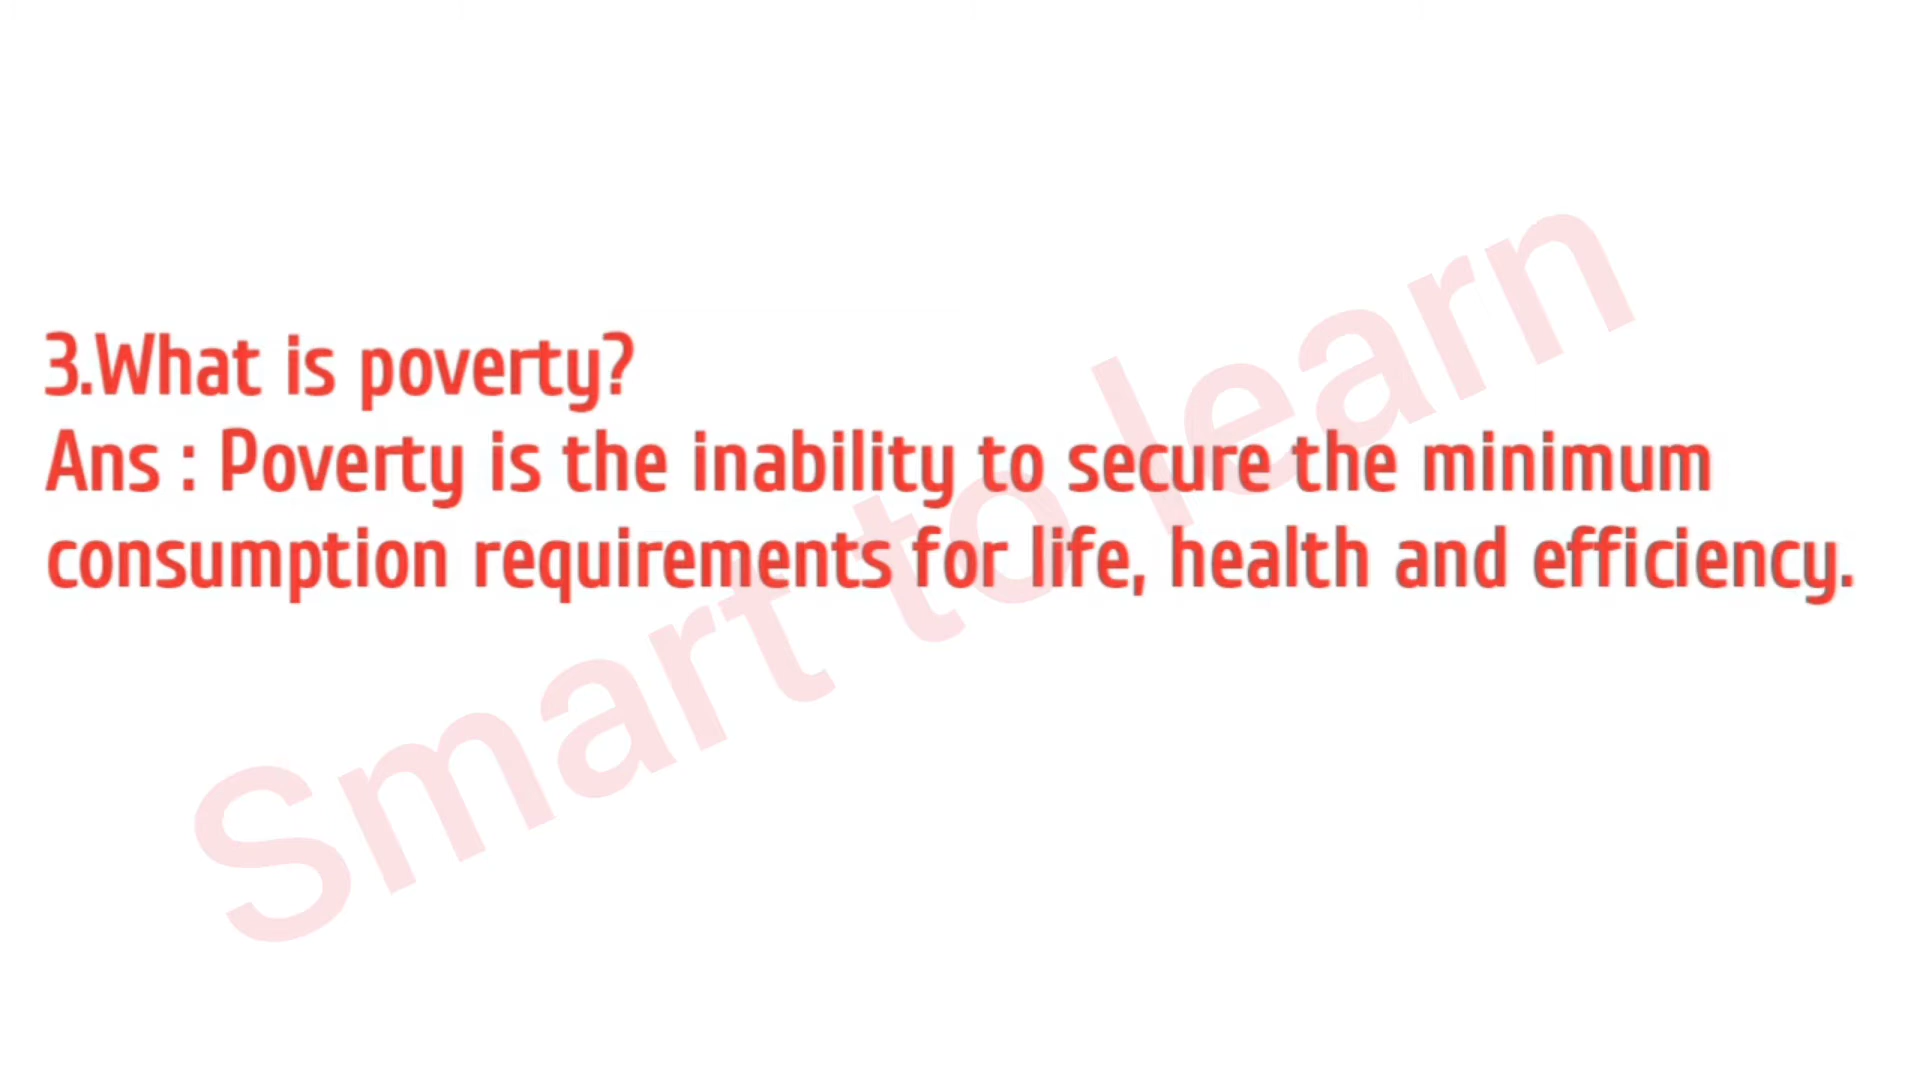 3.What is poverty?
Ans : Poverty is the inability to secure the minimum
consumption requirements for life, health and efficiency.
Smart to learn